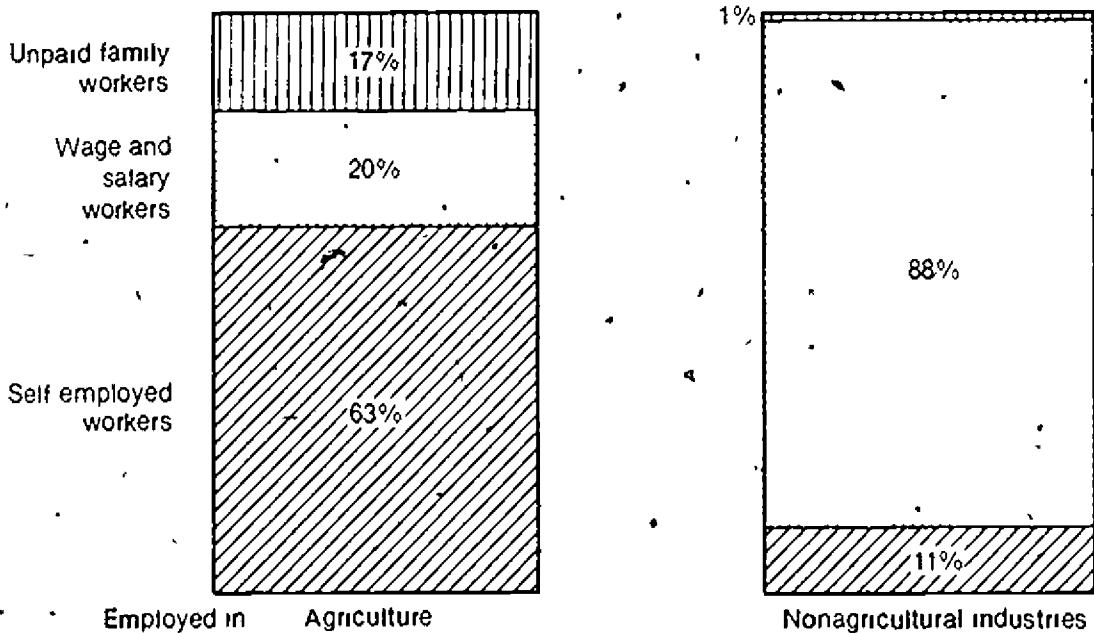 1%
Unpaid family
workers
17%
Wage and
salary
workers
20%
88%
Self employed
workers
63%
11%
Employed in Agriculture
Nonagricultural industries